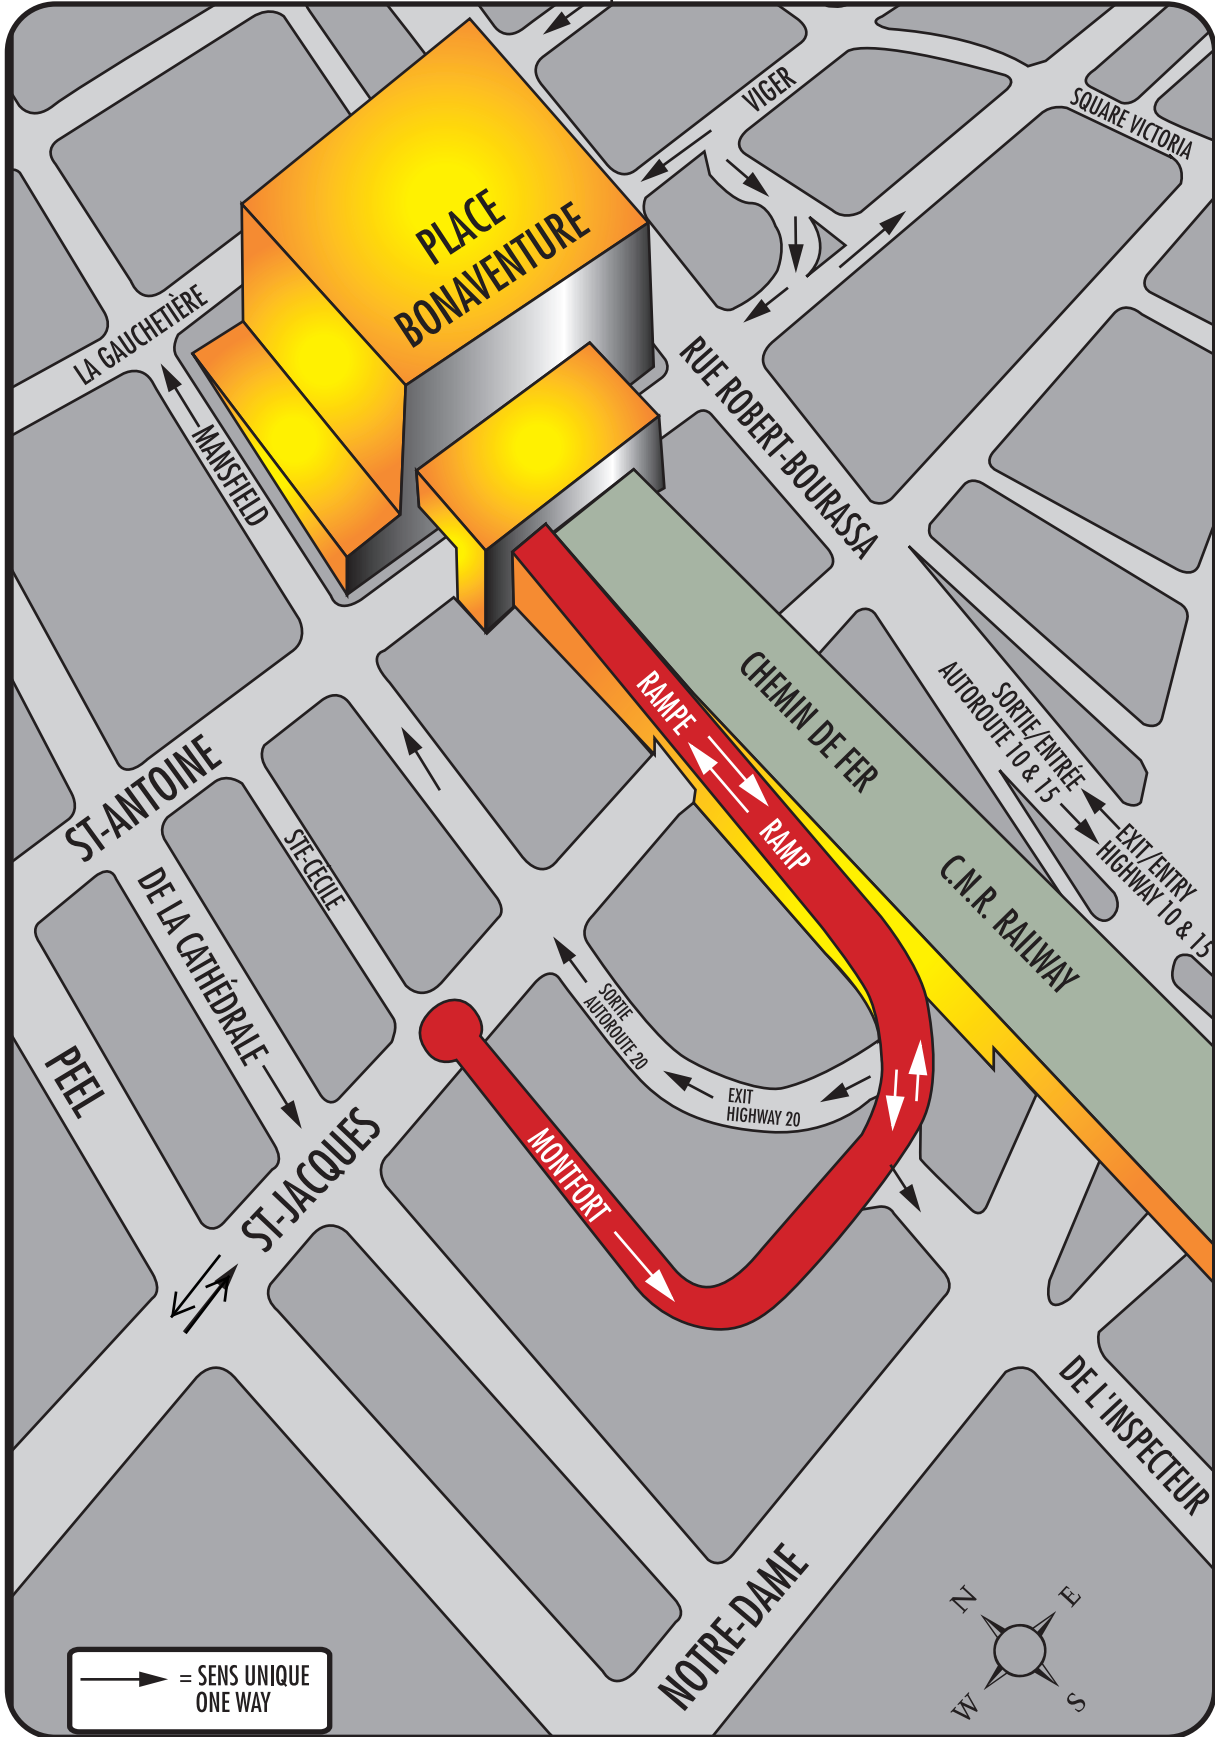 VIGER
SQUARE VICTORIA
PLACE
BONAVENTURE
LA GAUCHETIÈRE
RUE ROBERT-BOURASSA
MANSFIELD
RAMPE
RAMP
CHEMIN DE FER
C.N.R. RAILWAY
SORTIE/ENTRÉE
AUTOROUTE 10 & 15
EXIT/ENTRY
HIGHWAY 10 & 15
ST-ANTOINE
STE-CECILE
DE LA CATHÉDRALE
PEEL
SORTIE
AUTOROUTE 20
EXIT
HIGHWAY 20
MONTFORT
ST-JACQUES
DE L'INSPECTEUR
NOTRE-DAME
N
E
W
S
= SENS UNIQUE
ONE WAY